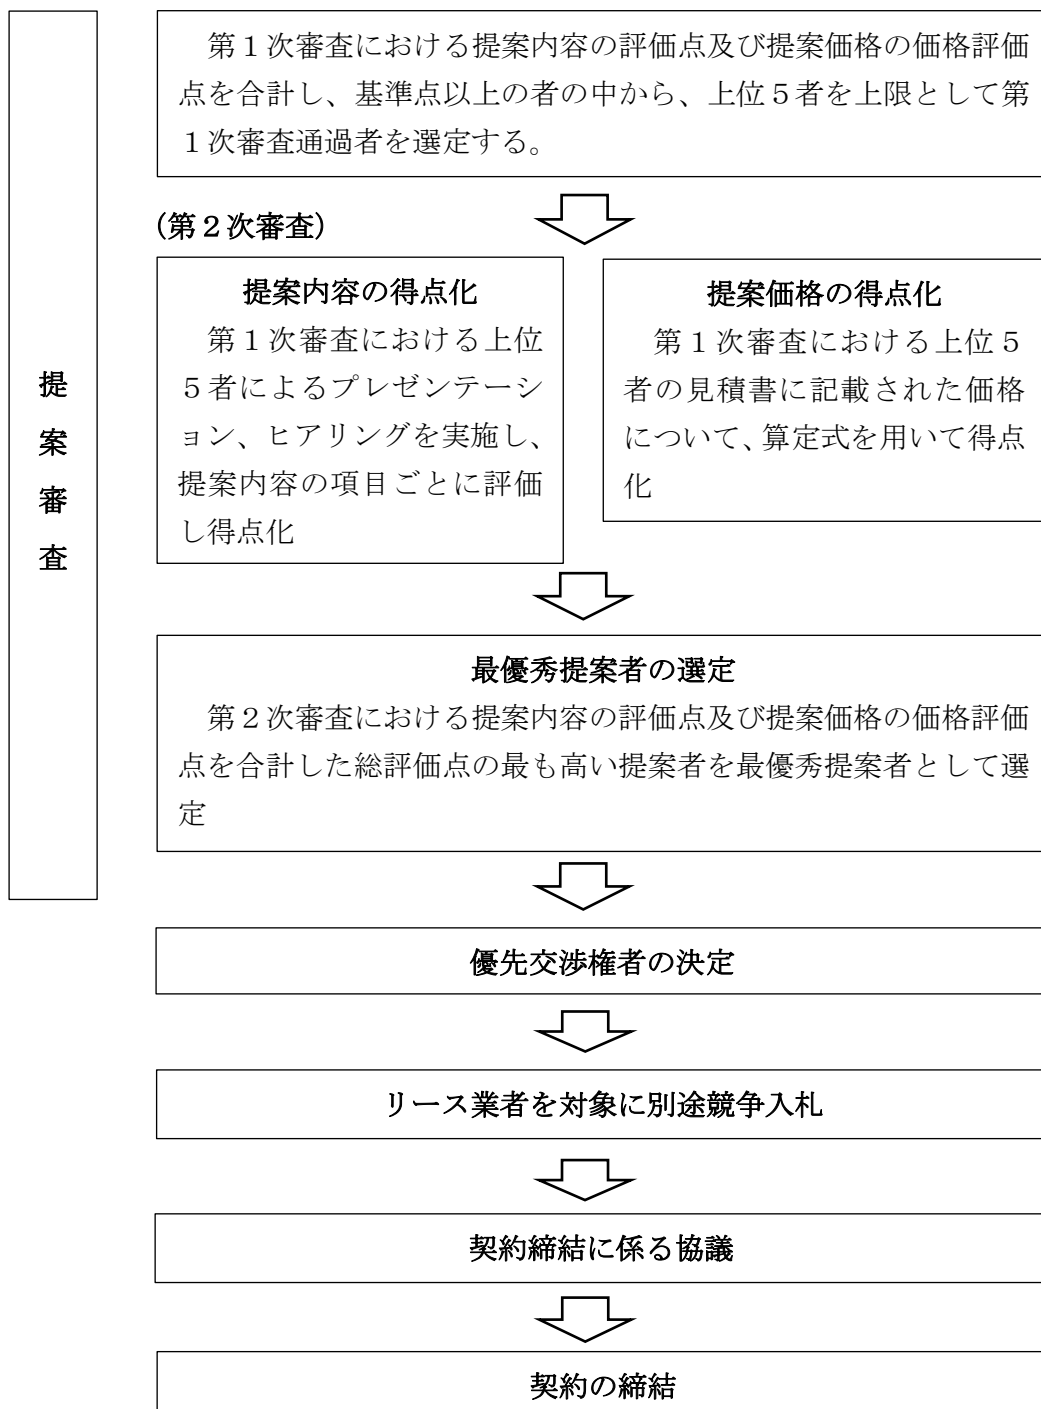 提案審査
　第１次審査における提案内容の評価点及び提案価格の価格評価
点を合計し、基準点以上の者の中から、上位５者を上限として第
１次審査通過者を選定する。
(第２次審査)
提案内容の得点化
　第１次審査における上位
５者によるプレゼンテーシ
ョン、ヒアリングを実施し、
提案内容の項目ごとに評価
し得点化
提案価格の得点化
　第１次審査における上位５
者の見積書に記載された価格
について、算定式を用いて得点
化
最優秀提案者の選定
　第２次審査における提案内容の評価点及び提案価格の価格評価
点を合計した総評価点の最も高い提案者を最優秀提案者として選
定
優先交渉権者の決定
リース業者を対象に別途競争入札
契約締結に係る協議
契約の締結